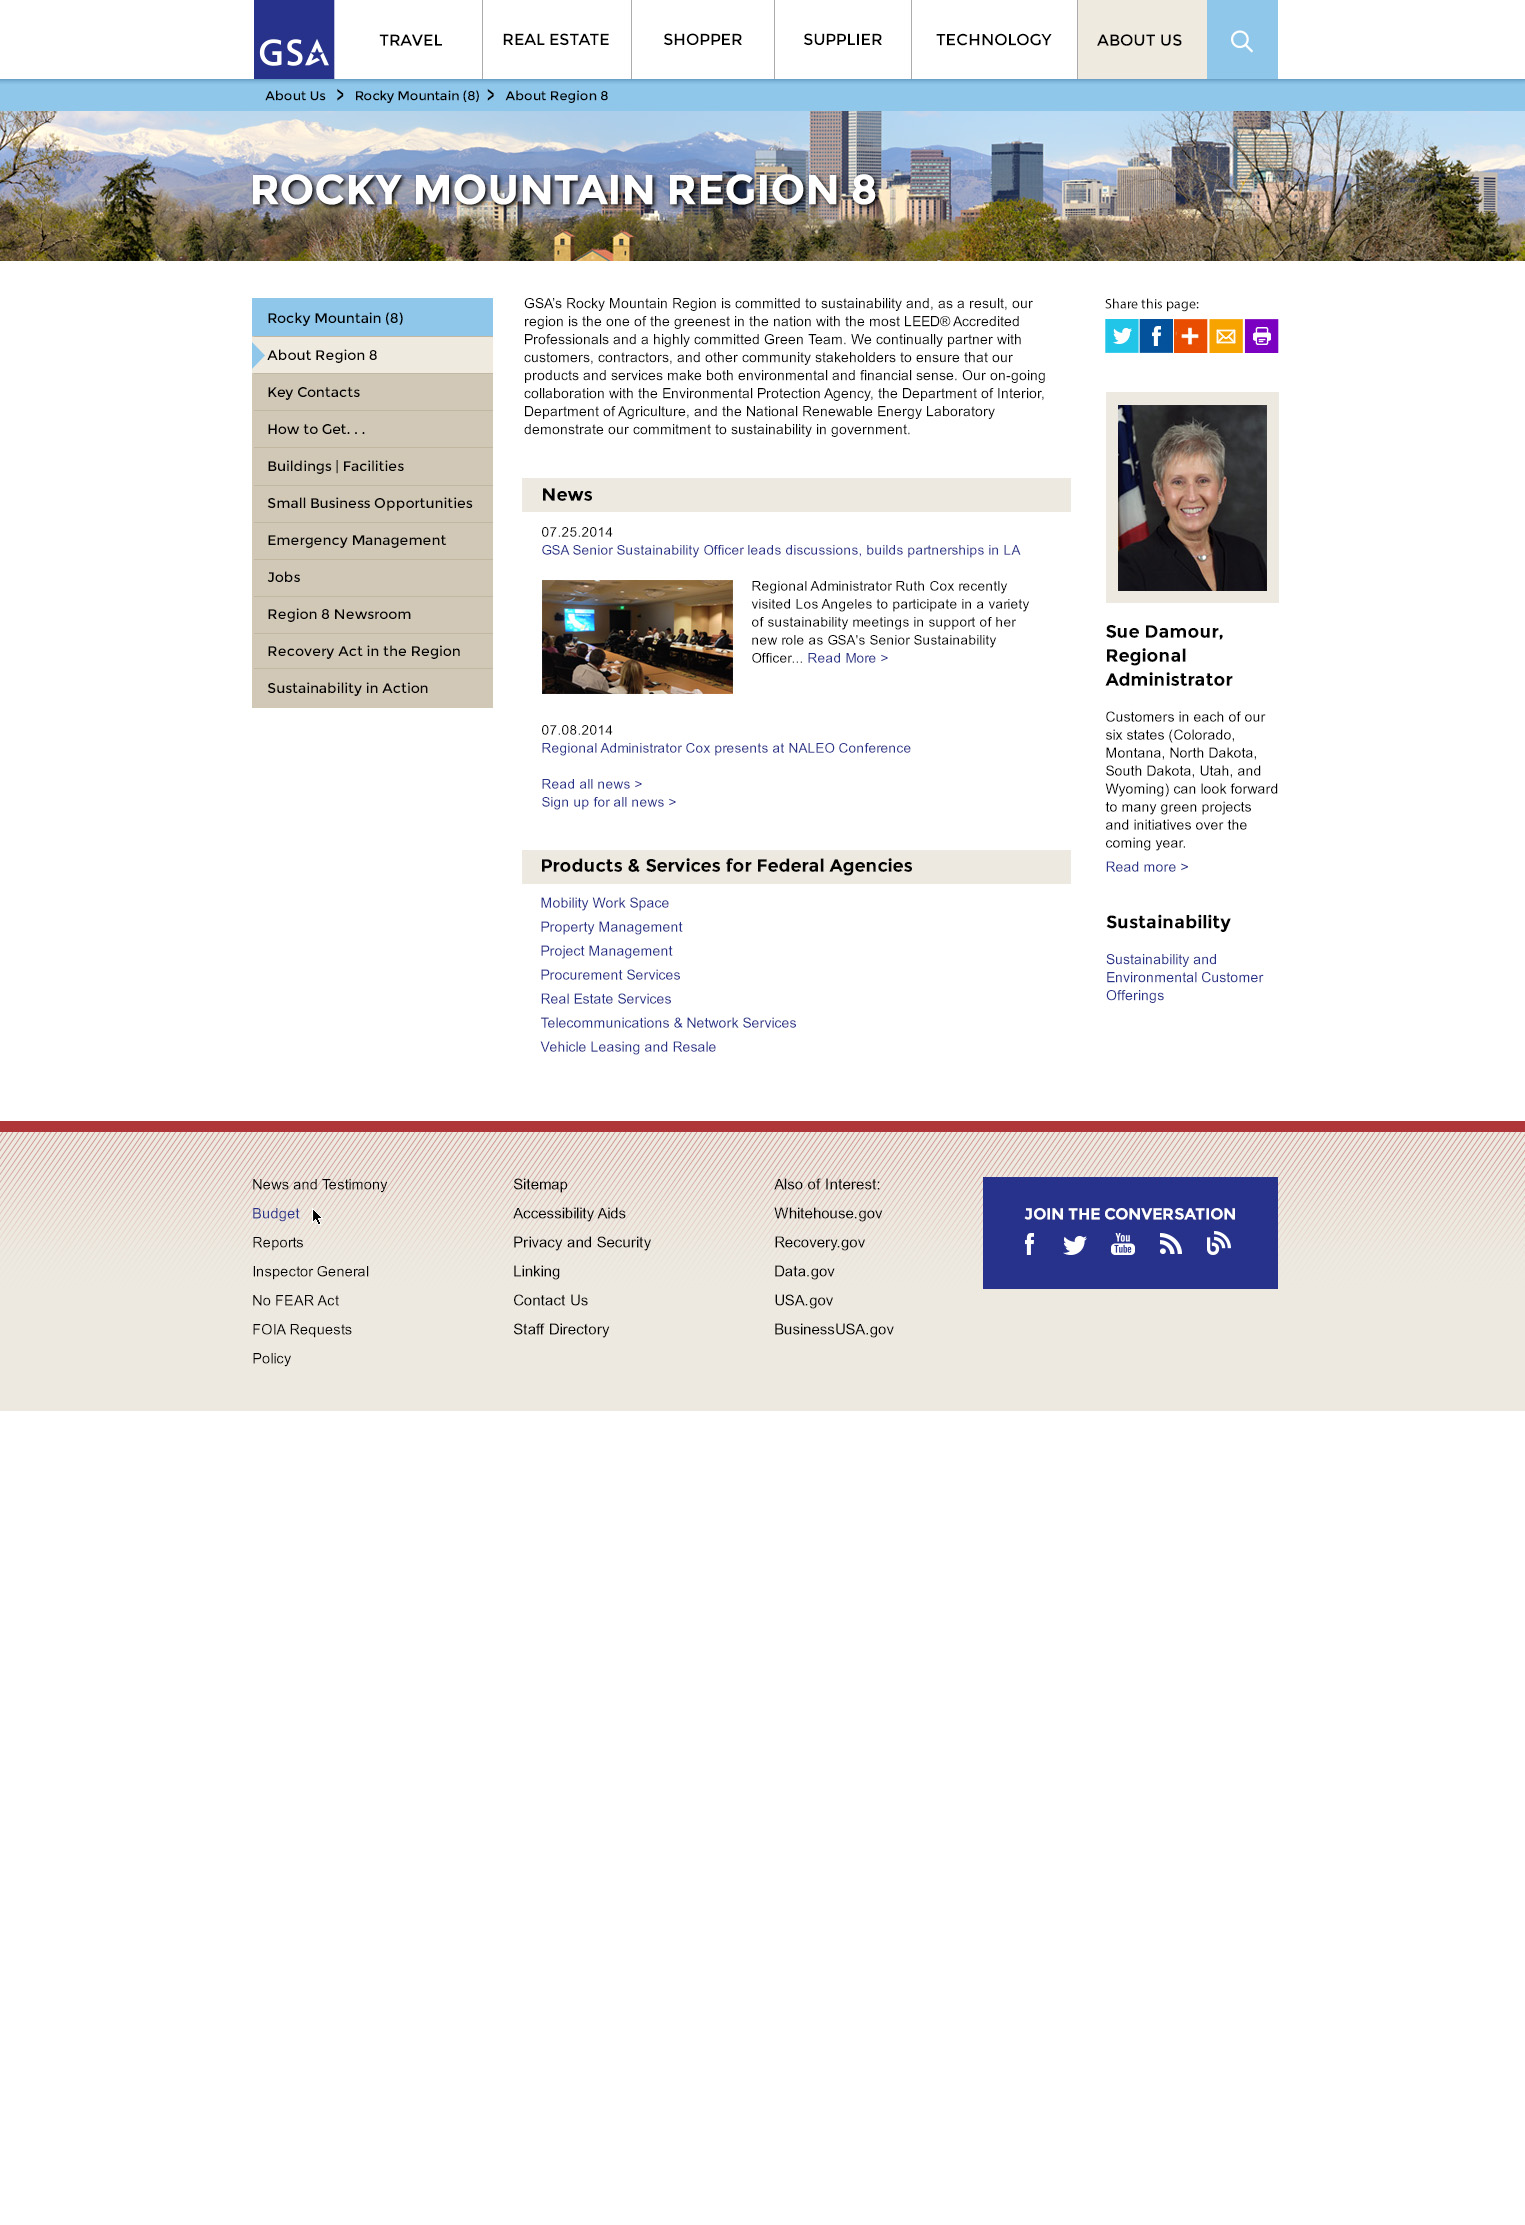 GSA
TRAVEL
REAL ESTATE
SHOPPER
SUPPLIER
TECHNOLOGY
ABOUT US
About Us > Rocky Mountain (8) > About Region 8
ROCKY MOUNTAIN REGION 8
Rocky Mountain (8)
About Region 8
Key Contacts
How to Get. . .
Buildings | Facilities
Small Business Opportunities
Emergency Management
Jobs
Region 8 Newsroom
Recovery Act in the Region
Sustainability in Action
GSA's Rocky Mountain Region is committed to sustainability and, as a result, our
region is the one of the greenest in the nation with the most LEED® Accredited
Professionals and a highly committed Green Team. We continually partner with
customers, contractors, and other community stakeholders to ensure that our
products and services make both environmental and financial sense. Our on-going
collaboration with the Environmental Protection Agency, the Department of Interior,
Department of Agriculture, and the National Renewable Energy Laboratory
demonstrate our commitment to sustainability in government.
News
07.25.2014
GSA Senior Sustainability Officer leads discussions, builds partnerships in LA
Regional Administrator Ruth Cox recently
visited Los Angeles to participate in a variety
of sustainability meetings in support of her
new role as GSA's Senior Sustainability
Officer... Read More >
07.08.2014
Regional Administrator Cox presents at NALEO Conference
Read all news >
Sign up for all news >
Products & Services for Federal Agencies
Mobility Work Space
Property Management
Project Management
Procurement Services
Real Estate Services
Telecommunications & Network Services
Vehicle Leasing and Resale
Share this page:
Sue Damour,
Regional
Administrator
Customers in each of our
six states (Colorado,
Montana, North Dakota,
South Dakota, Utah, and
Wyoming) can look forward
to many green projects
and initiatives over the
coming year.
Read more >
Sustainability
Sustainability and
Environmental Customer
Offerings
News and Testimony
Budget
Reports
Inspector General
No FEAR Act
FOIA Requests
Policy
Sitemap
Accessibility Aids
Privacy and Security
Linking
Contact Us
Staff Directory
Also of Interest:
Whitehouse.gov
Recovery.gov
Data.gov
USA.gov
BusinessUSA.gov
JOIN THE CONVERSATION
You
Tube